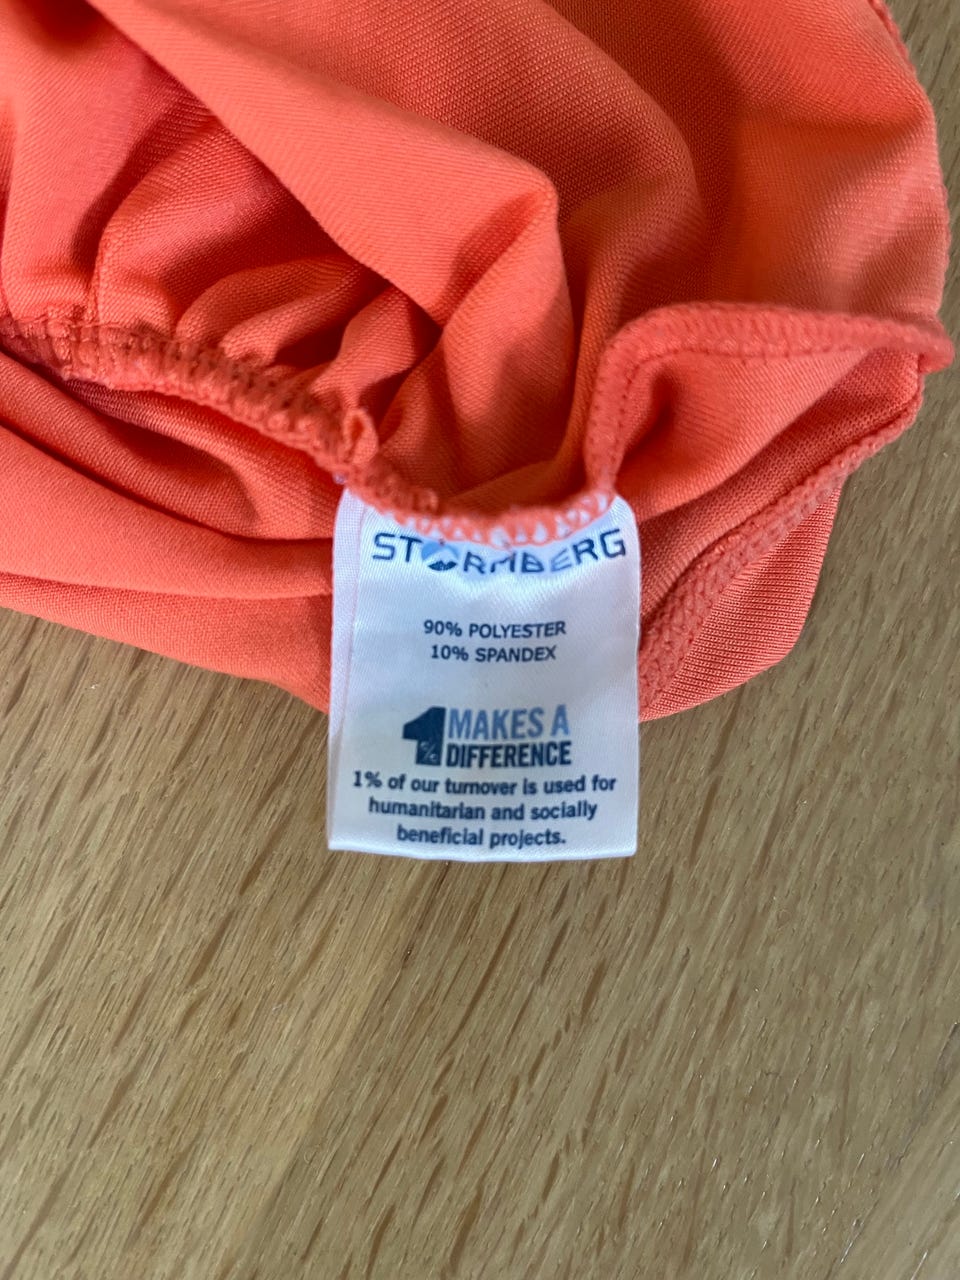 STORMBERG
90% POLYESTER
10% SPANDEX
1% MAKES A
DIFFERENCE
1% of our turnover is used for
humanitarian and socially
beneficial projects.